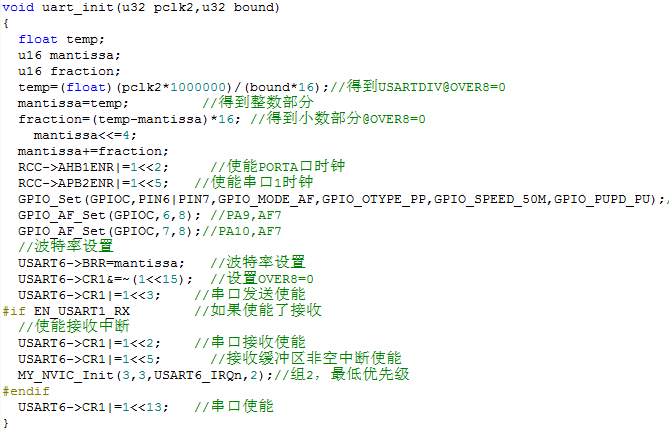 void uart_init(u32 pclk2,u32 bound)
{
float temp;
u16 mantissa;
u16 fraction;
temp=(float)(pclk2*1000000)/(bound*16);//得到USARTDIV@OVER8=0
mantissa=temp; //得到整数部分
fraction=(temp-mantissa)*16; //得到小数部分@OVER8=0
mantissa<<=4;
mantissa+=fraction;
RCC->AHB1ENR|=1<<2; //使能PORTA口时钟
RCC->APB2ENR|=1<<5; //使能串口1时钟
GPIO_Set(GPIOC,PIN6|PIN7,GPIO_MODE_AF,GPIO_OTYPE_PP,GPIO_SPEED_50M,GPIO_PUPD_PU);
GPIO_AF_Set(GPIOC,6,8); //PA9,AF7
GPIO_AF_Set(GPIOC,7,8);//PA10,AF7
//波特率设置
USART6->BRR=mantissa; //波特率设置
USART6->CR1&=~(1<<15); //设置OVER8=0
USART6->CR1|=1<<3; //串口发送使能
#if EN_USART1_RX //如果使能了接收
//使能接收中断
USART6->CR1|=1<<2; //串口接收使能
USART6->CR1|=1<<5; //接收缓冲区非空中断使能
MY_NVIC_Init(3,3,USART6_IRQn,2);//组2，最低优先级
#endif
USART6->CR1|=1<<13; //串口使能
}